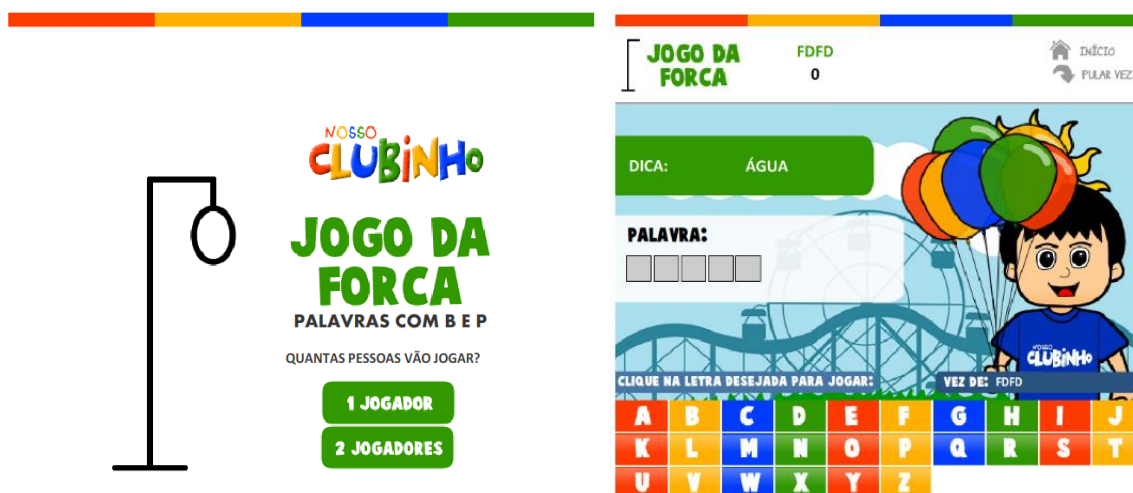 NOSSO
CLUBiNHo
JOGO DA
FORCA
PALAVRAS COM B E P
QUANTAS PESSOAS VÃO JOGAR?
1 JOGADOR
2 JOGADORES
JOGO DA
FORCA
FDFD
0
INÍCIO
PULAR VEZ
DICA: ÁGUA
PALAVRA:
NOSSO
CLUBiNHo
CLIQUE NA LETRA DESEJADA PARA JOGAR:
VEZ DE: FDFD
A B C D E F G H I J
K L M N O P Q R S T
U V W X Y Z